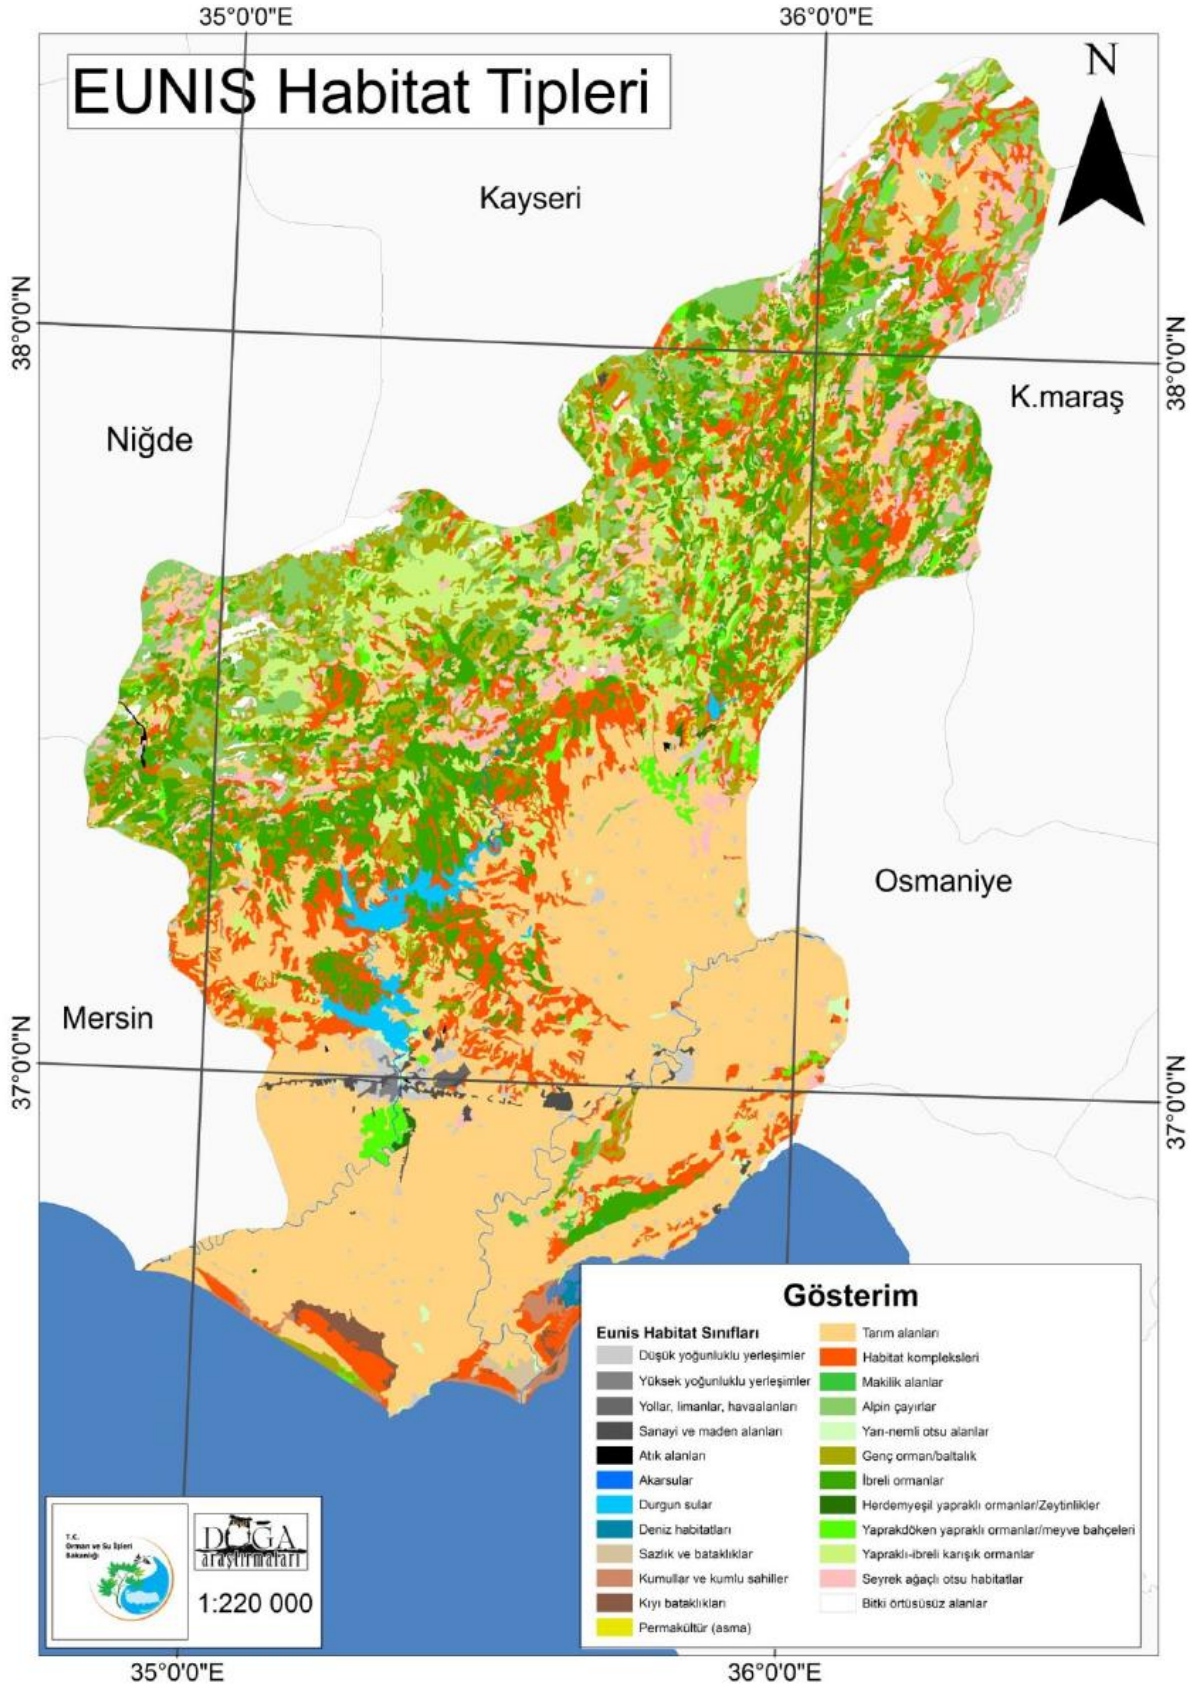 35°0'0"E
36°0'0"E
EUNIS Habitat Tipleri
N
Kayseri
38°0'0"N
38°0'0"N
K.maraş
Niğde
Osmaniye
Mersin
37°0'0"N
37°0'0"N
Gösterim
Eunis Habitat Sınıfları
Düşük yoğunluklu yerleşimler
Yüksek yoğunluklu yerleşimler
Yollar, limanlar, havaalanları
Sanayi ve maden alanları
Atık alanları
Akarsular
Durgun sular
Deniz habitatları
Sazlık ve bataklıklar
Kumullar ve kumlu sahiller
Kıyı bataklıkları
Permakültür (asma)
Tarım alanları
Habitat kompleksleri
Makilik alanlar
Alpin çayırlar
Yarı-nemli otsu alanlar
Genç orman/baltalık
İbreli ormanlar
Herdemyeşil yapraklı ormanlar/Zeytinlikler
Yaprakdöken yapraklı ormanlar/meyve bahçeleri
Yapraklı-ibreli karışık ormanlar
Seyrek ağaçlı otsu habitatlar
Bitki örtüsüsüz alanlar
T.C.
Orman ve Su İşleri
Bakanlığı
DOĞA
araştırmaları
1:220 000
35°0'0"E
36°0'0"E